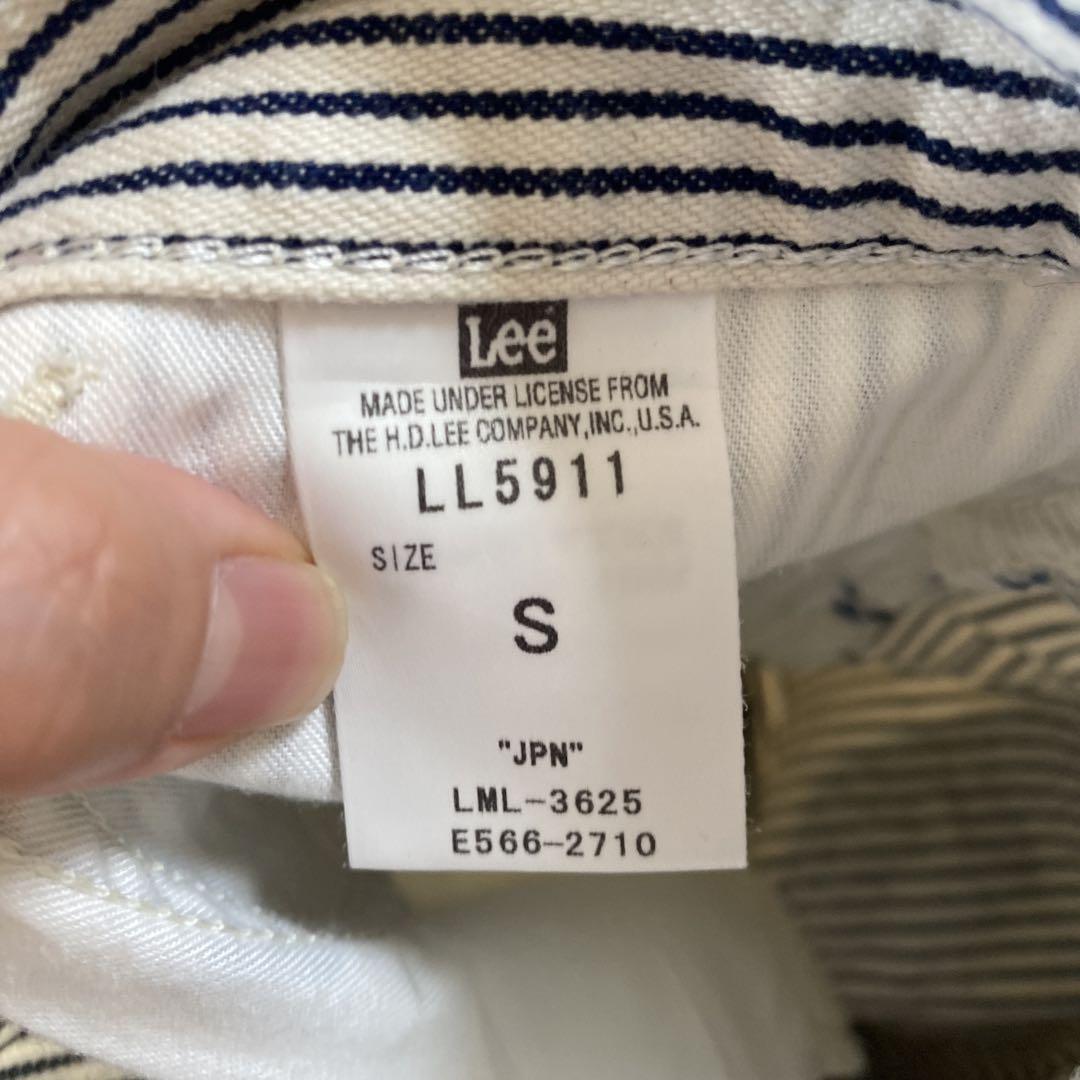 Lee
MADE UNDER LICENSE FROM
THE H.D.LEE COMPANY,INC.,U.S.A.
LL5911
SIZE
S
"JPN"
LML-3625
E566-2710